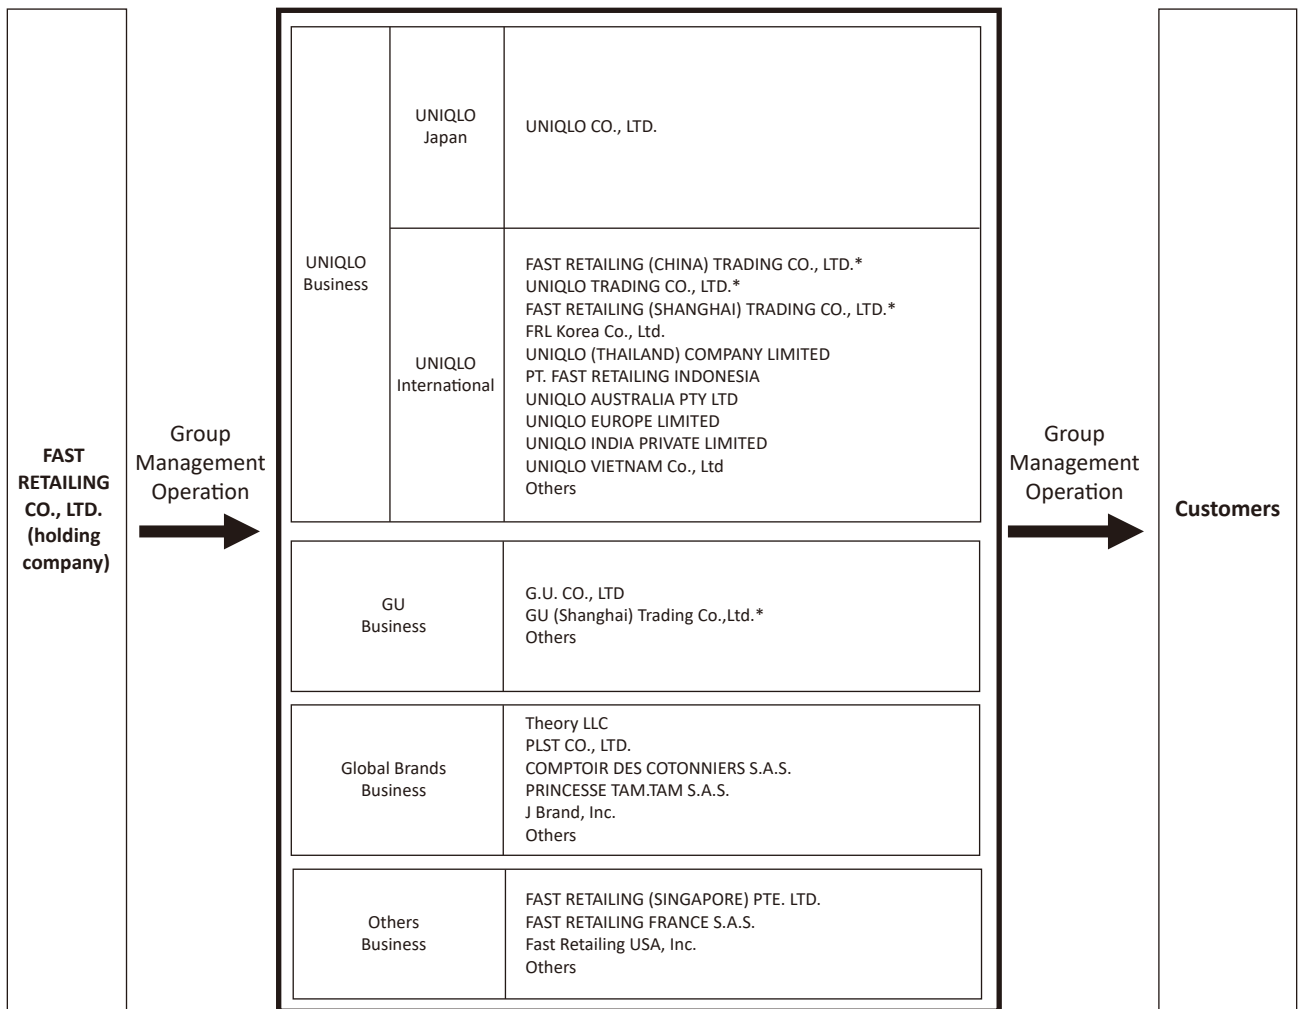 FAST
RETAILING
CO., LTD.
(holding
company)
Group
Management
Operation
UNIQLO
Business
UNIQLO
Japan
UNIQLO CO., LTD.
UNIQLO
International
FAST RETAILING (CHINA) TRADING CO., LTD.*
UNIQLO TRADING CO., LTD.*
FAST RETAILING (SHANGHAI) TRADING CO., LTD.*
FRL Korea Co., Ltd.
UNIQLO (THAILAND) COMPANY LIMITED
PT. FAST RETAILING INDONESIA
UNIQLO AUSTRALIA PTY LTD
UNIQLO EUROPE LIMITED
UNIQLO INDIA PRIVATE LIMITED
UNIQLO VIETNAM Co., Ltd
Others
GU
Business
G.U. CO., LTD
GU (Shanghai) Trading Co.,Ltd.*
Others
Global Brands
Business
Theory LLC
PLST CO., LTD.
COMPTOIR DES COTONNIERS S.A.S.
PRINCESSE TAM.TAM S.A.S.
J Brand, Inc.
Others
Others
Business
FAST RETAILING (SINGAPORE) PTE. LTD.
FAST RETAILING FRANCE S.A.S.
Fast Retailing USA, Inc.
Others
Group
Management
Operation
Customers